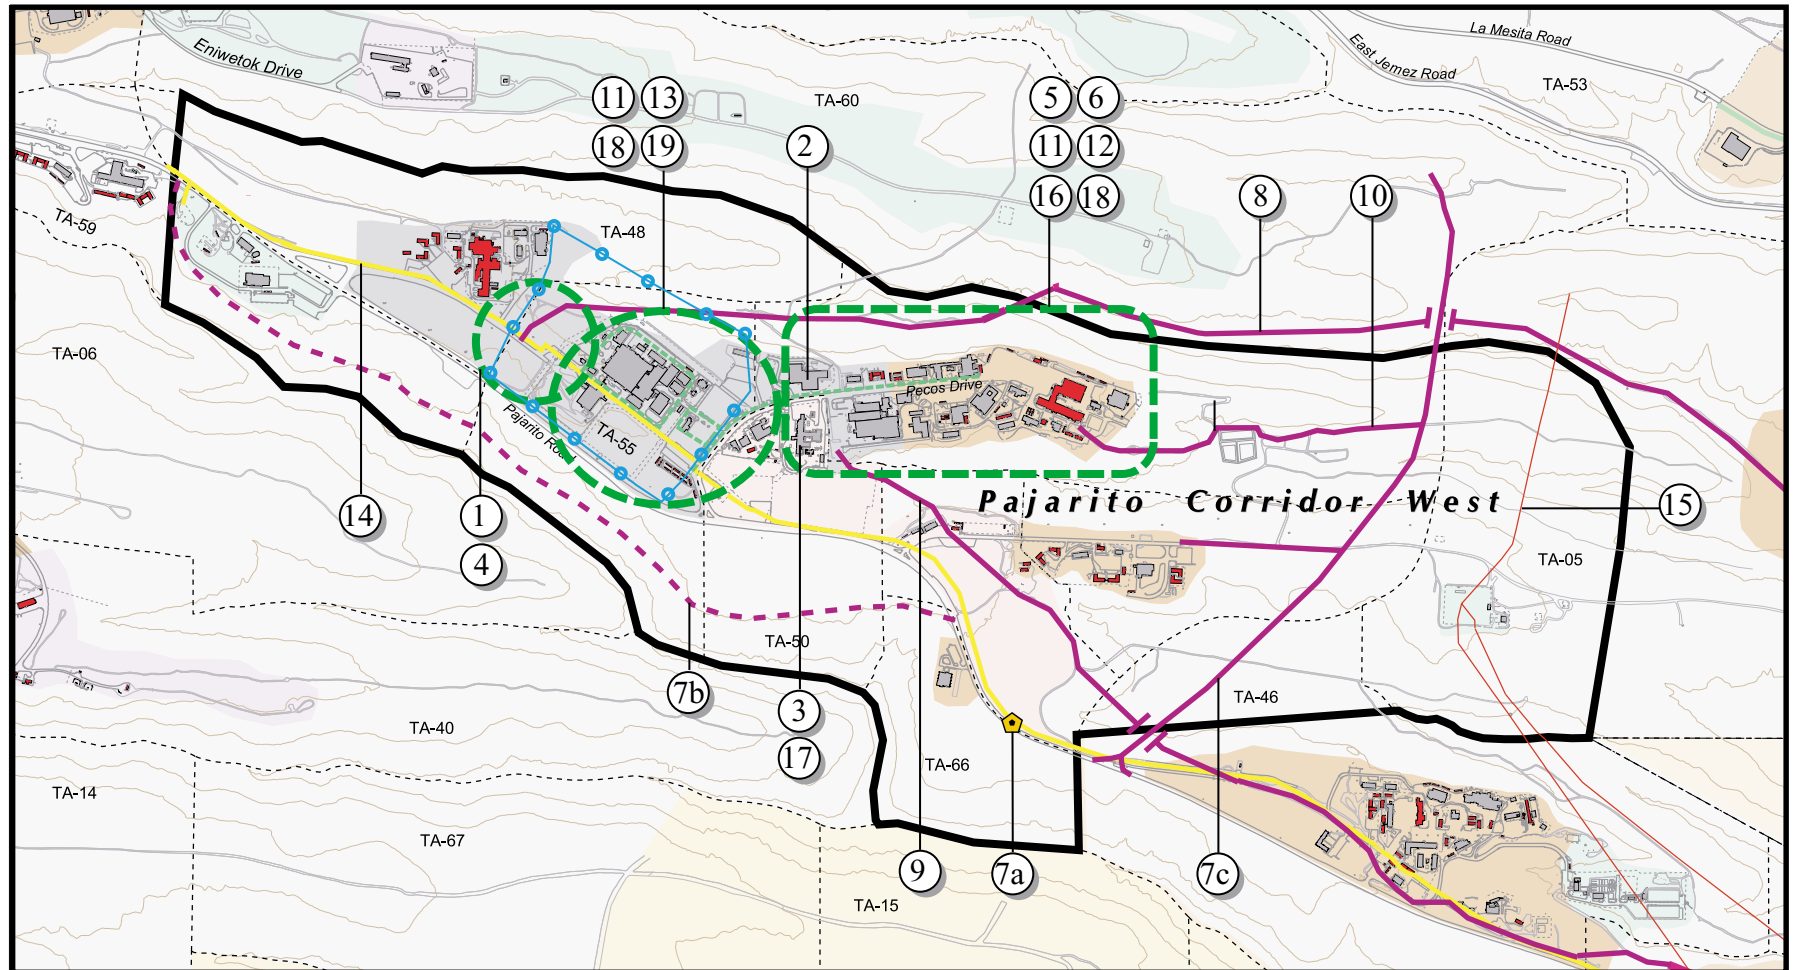 La Mesita Road
East Jemez Road
Eniwetok Drive
TA-53
TA-60
11 13
5 6
18 19
2
11 12
16 18
8
10
TA-59
TA-48
TA-06
Pecos Drive
Pajarito Road
TA-55
Pajarito Corridor West
14
1
15
4
TA-05
TA-50
7b
TA-46
3
TA-40
17
TA-66
TA-14
TA-67
9
7a
7c
TA-15